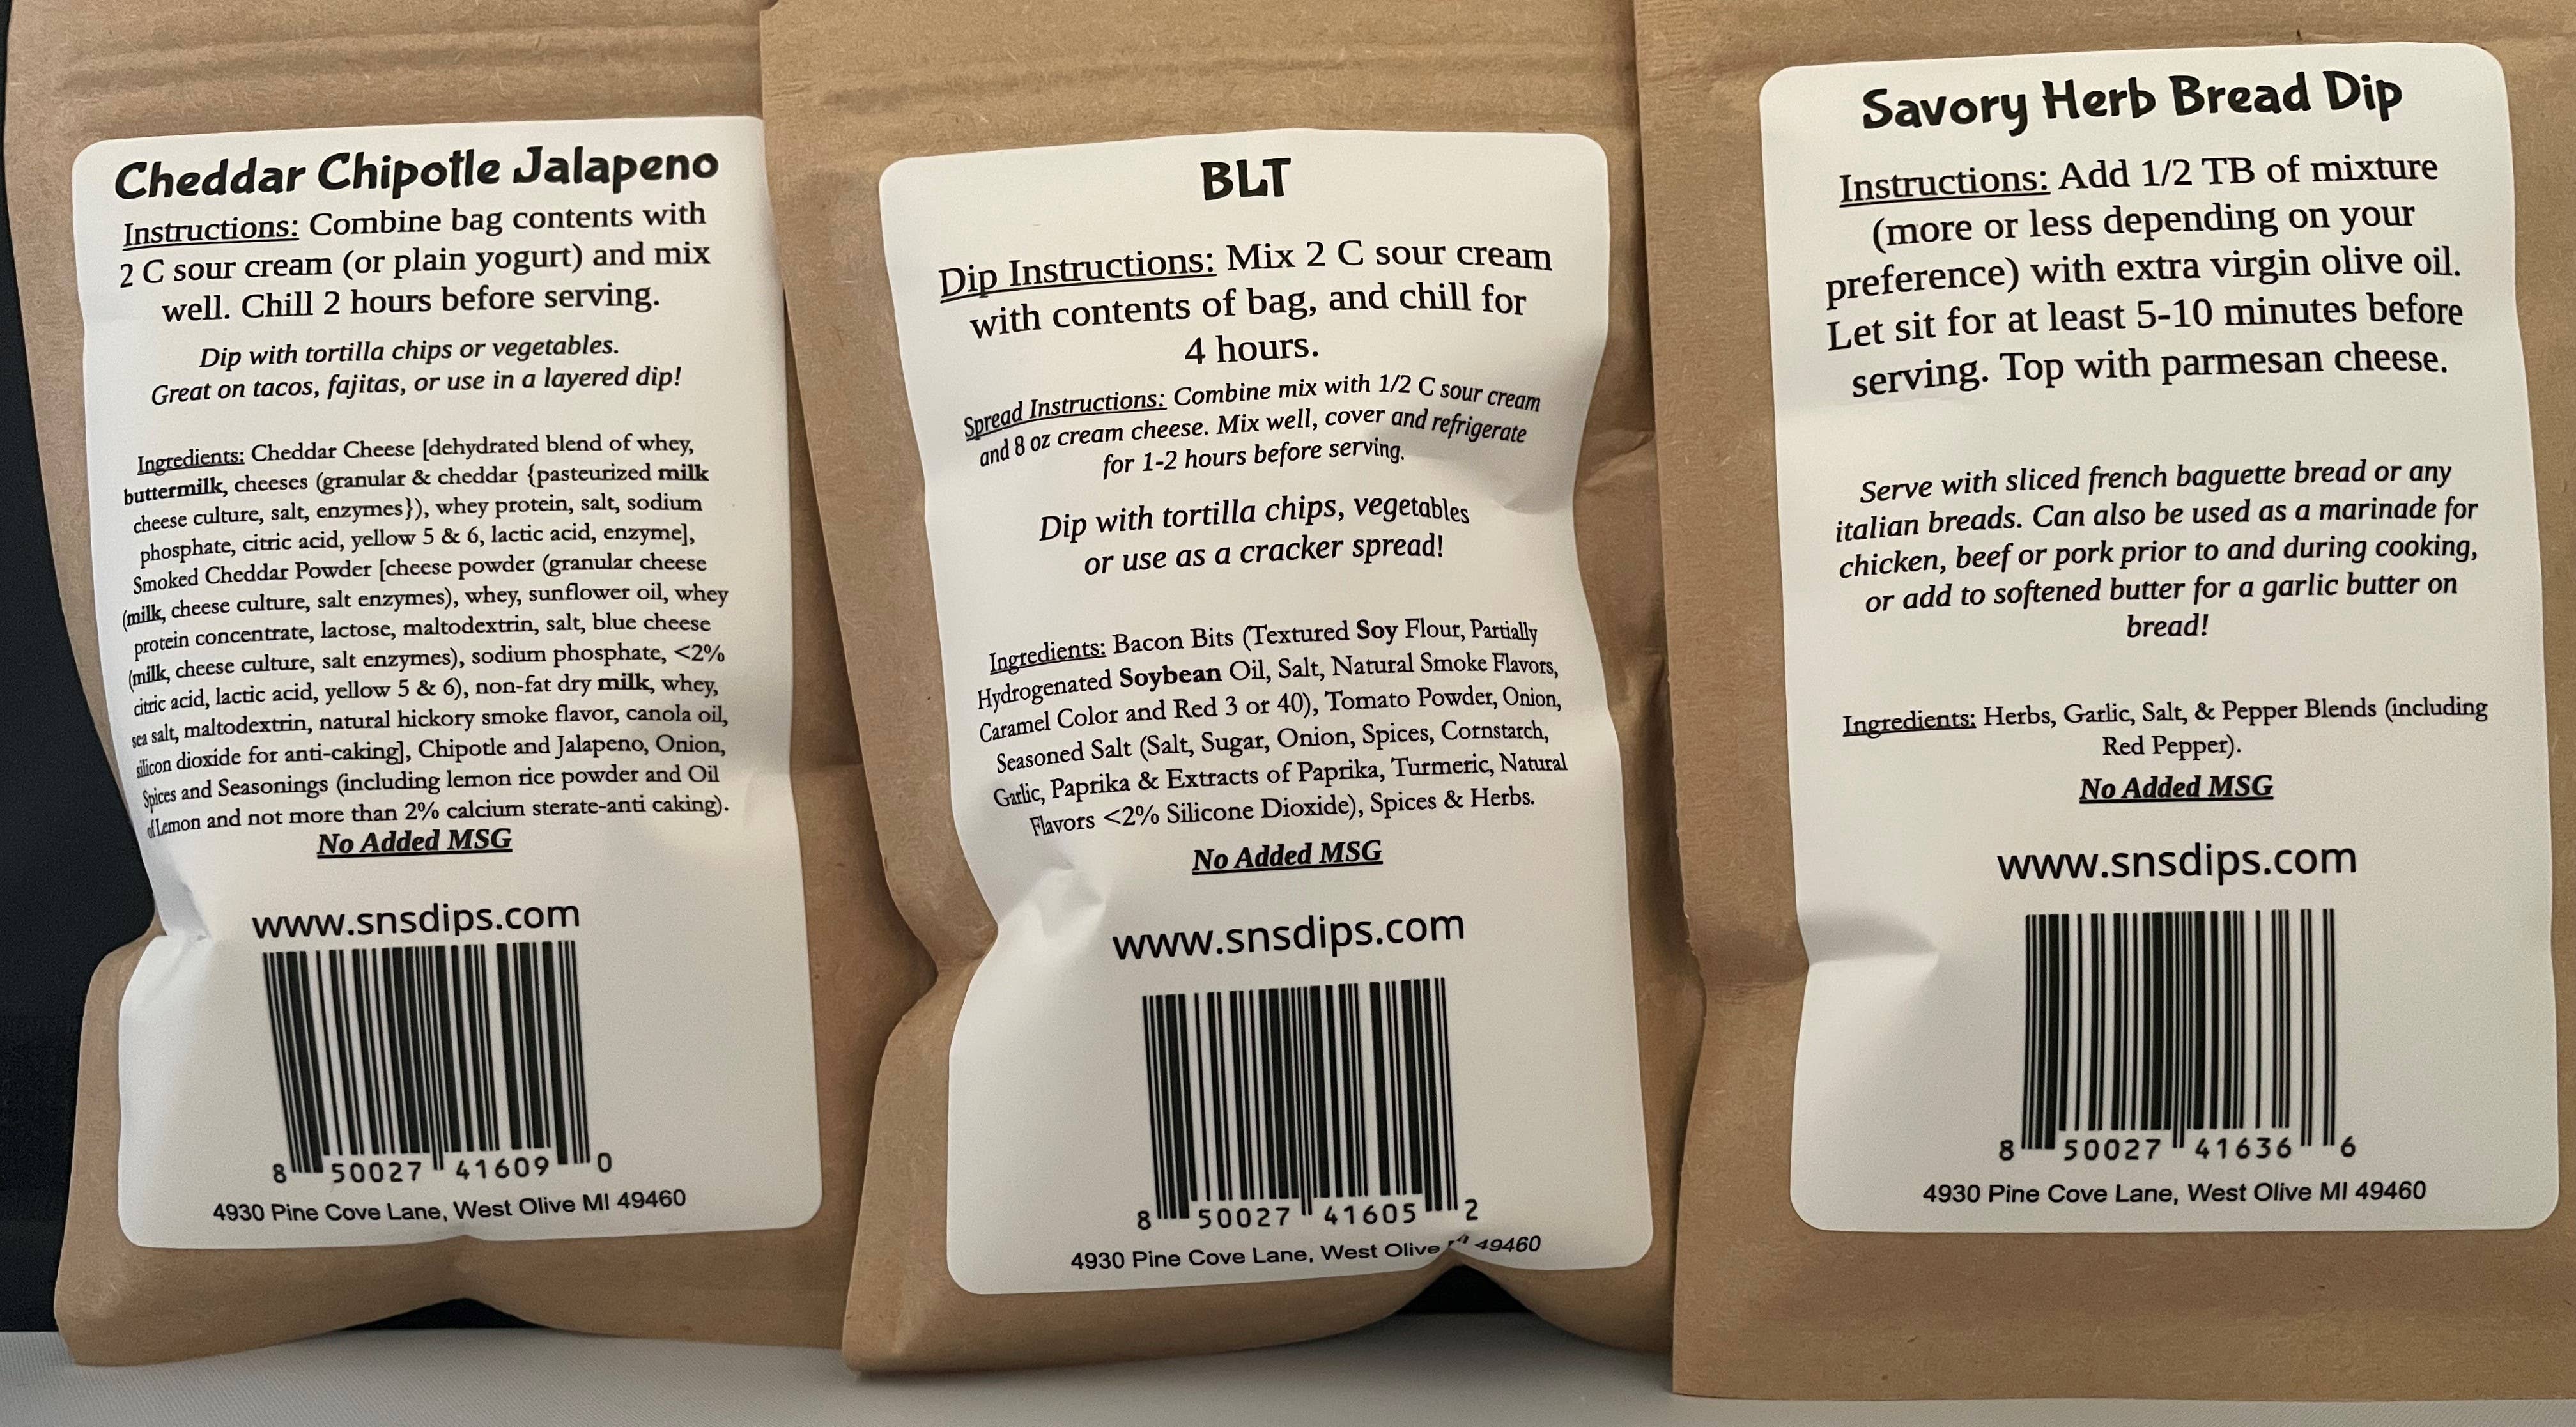 Cheddar Chipotle Jalapeno
Instructions: Combine bag contents with
2 C sour cream (or plain yogurt) and mix
well. Chill 2 hours before serving.
Dip with tortilla chips or vegetables.
Great on tacos, fajitas, or use in a layered dip!
Ingredients: Cheddar Cheese [dehydrated blend of whey,
buttermilk, cheeses (granular & cheddar {pasteurized milk
cheese culture, salt, enzymes}), whey protein, salt, sodium
phosphate, citric acid, yellow 5 & 6, lactic acid, enzyme],
Smoked Cheddar Powder [cheese powder (granular cheese
(milk, cheese culture, salt enzymes), whey, sunflower oil, whey
protein concentrate, lactose, maltodextrin, salt, blue cheese
(milk, cheese culture, salt enzymes), sodium phosphate, <2%
citric acid, lactic acid, yellow 5 & 6), non-fat dry milk, whey,
sea salt, maltodextrin, natural hickory smoke flavor, canola oil,
silicon dioxide for anti-caking], Chipotle and Jalapeno, Onion,
Spices and Seasonings (including lemon rice powder and Oil
of Lemon and not more than 2% calcium sterate-anti caking).
No Added MSG
www.snsdips.com
8 50027 41609 0
4930 Pine Cove Lane, West Olive MI 49460
BLT
Dip Instructions: Mix 2 C sour cream
with contents of bag, and chill for
4 hours.
Spread Instructions: Combine mix with 1/2 C sour cream
and 8 oz cream cheese. Mix well, cover and refrigerate
for 1-2 hours before serving.
Dip with tortilla chips, vegetables
or use as a cracker spread!
Ingredients: Bacon Bits (Textured Soy Flour, Partially
Hydrogenated Soybean Oil, Salt, Natural Smoke Flavors,
Caramel Color and Red 3 or 40), Tomato Powder, Onion,
Seasoned Salt (Salt, Sugar, Onion, Spices, Cornstarch,
Garlic, Paprika & Extracts of Paprika, Turmeric, Natural
Flavors <2% Silicone Dioxide), Spices & Herbs.
No Added MSG
www.snsdips.com
8 50027 41605 2
4930 Pine Cove Lane, West Olive 49460
Savory Herb Bread Dip
Instructions: Add 1/2 TB of mixture
(more or less depending on your
preference) with extra virgin olive oil.
Let sit for at least 5-10 minutes before
serving. Top with parmesan cheese.
Serve with sliced french baguette bread or any
italian breads. Can also be used as a marinade for
chicken, beef or pork prior to and during cooking,
or add to softened butter for a garlic butter on
bread!
Ingredients: Herbs, Garlic, Salt, & Pepper Blends (including
Red Pepper).
No Added MSG
www.snsdips.com
8 50027 41636 6
4930 Pine Cove Lane, West Olive MI 49460